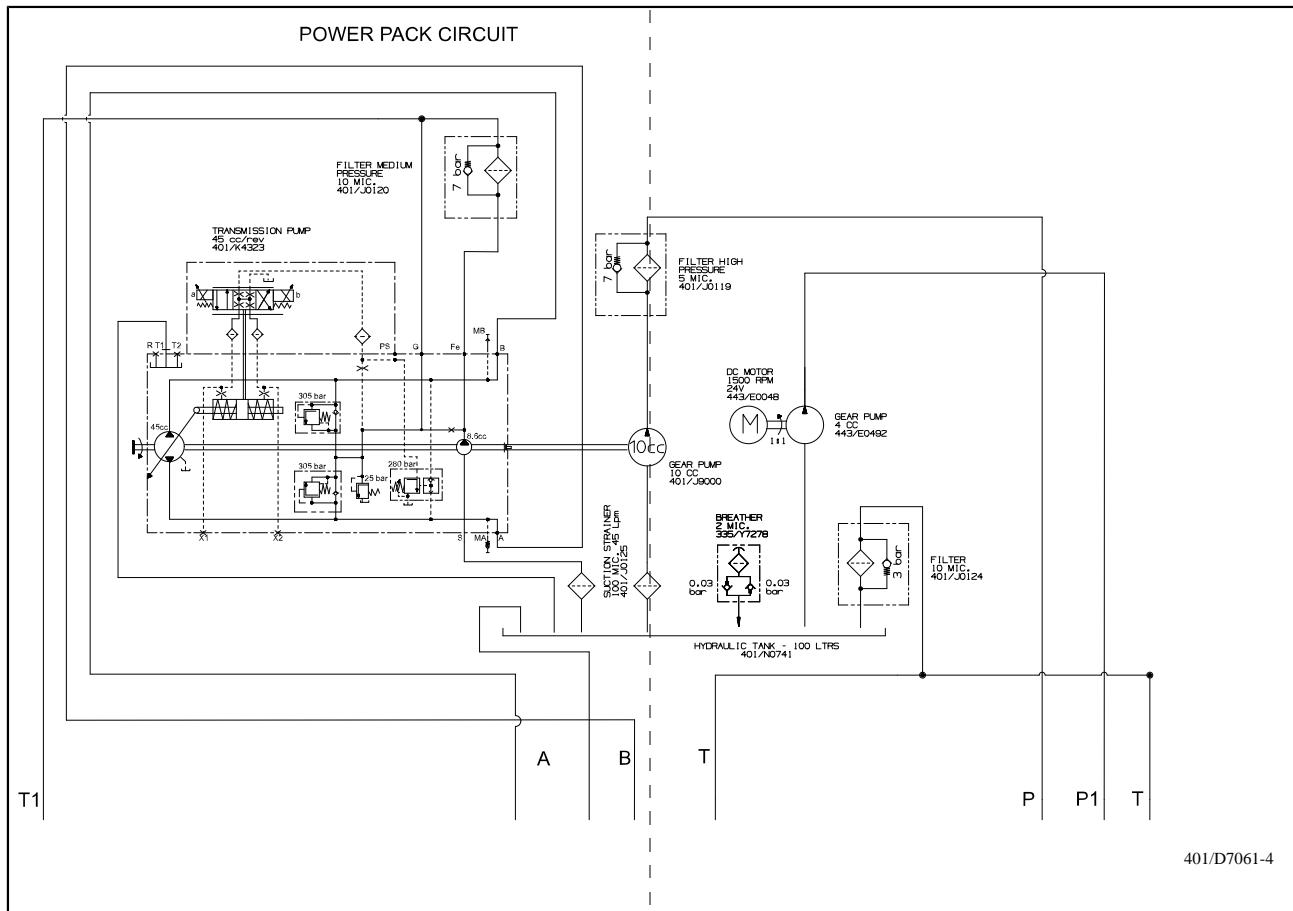 POWER PACK CIRCUIT
FILTER MEDIUM
PRESSURE
10 MIC.
401/J0120
7 bar
TRANSMISSION PUMP
45 cc/rev
401/K4323
a
b
7 bar
FILTER HIGH
PRESSURE
5 MIC.
401/J0119
R T1 T2
PS
G
Fe
MB
B
305 bar
45cc
8,6cc
305 bar
25 bar
280 bar
X1
X2
S
MA
A
10cc
GEAR PUMP
10 CC
401/J9000
DC MOTOR
1500 RPM
24V
443/E0048
M
1:1
GEAR PUMP
4 CC
443/E0492
SUCTION STRAINER
100 MIC. 45 Lpm
401/J0125
BREATHER
2 MIC.
335/Y7278
0.03
bar
0.03
bar
3 bar
FILTER
10 MIC.
401/J0124
HYDRAULIC TANK - 100 LTRS
401/N0741
T1
A
B
T
P
P1
T
401/D7061-4